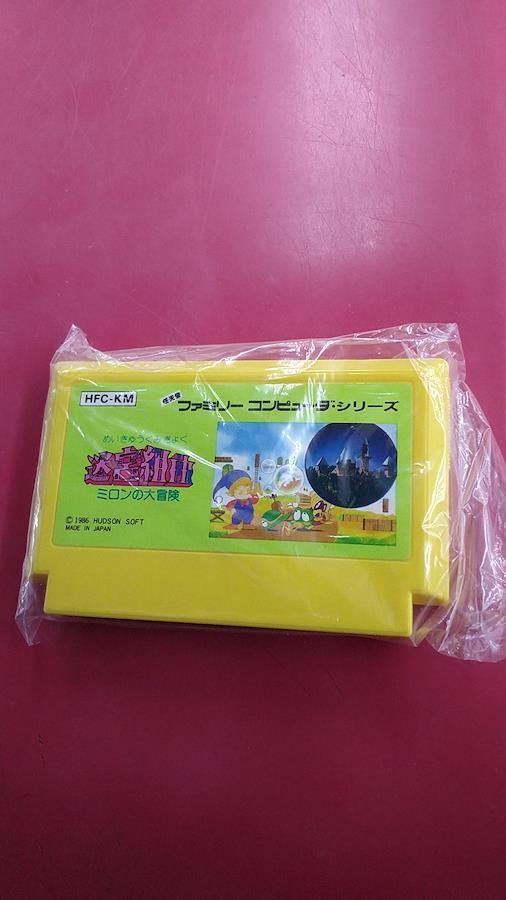 HFC-KM
任天堂 ファミリー コンピュータシリーズ
めいきゅうくみきょく
迷宮組曲
ミロンの大冒険
© 1986 HUDSON SOFT
MADE IN JAPAN